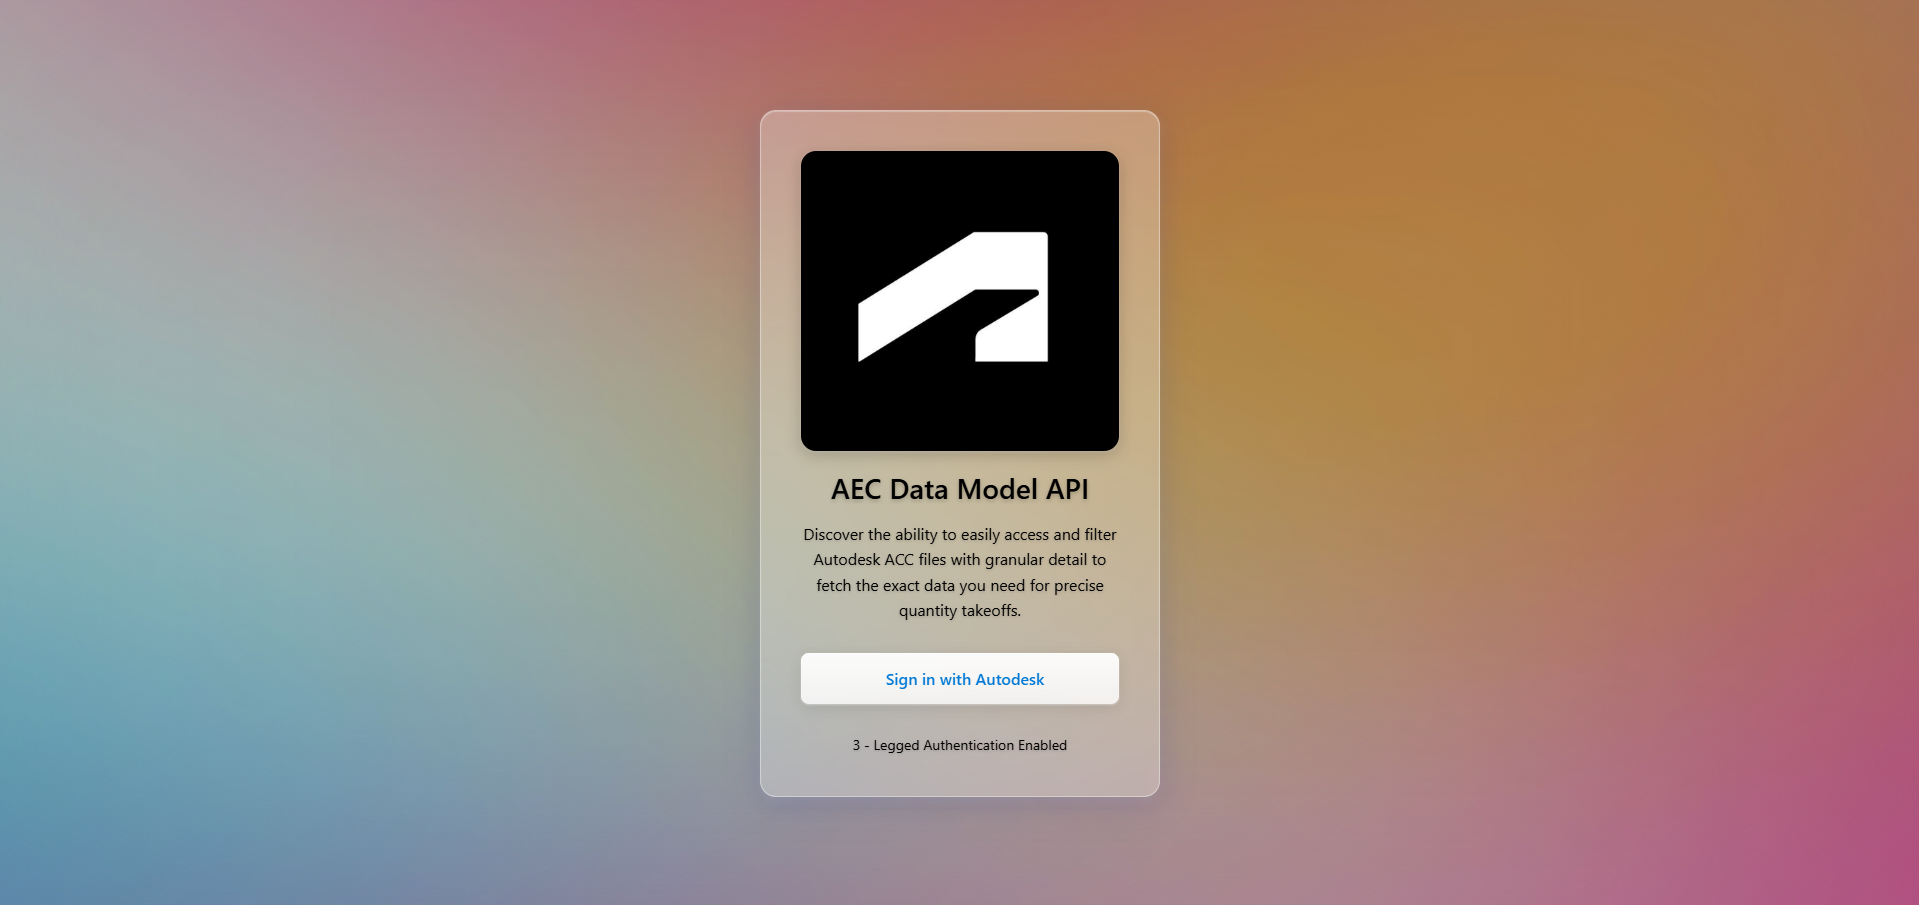 AEC Data Model API
Discover the ability to easily access and filter
Autodesk ACC files with granular detail to
fetch the exact data you need for precise
quantity takeoffs.
Sign in with Autodesk
3 - Legged Authentication Enabled